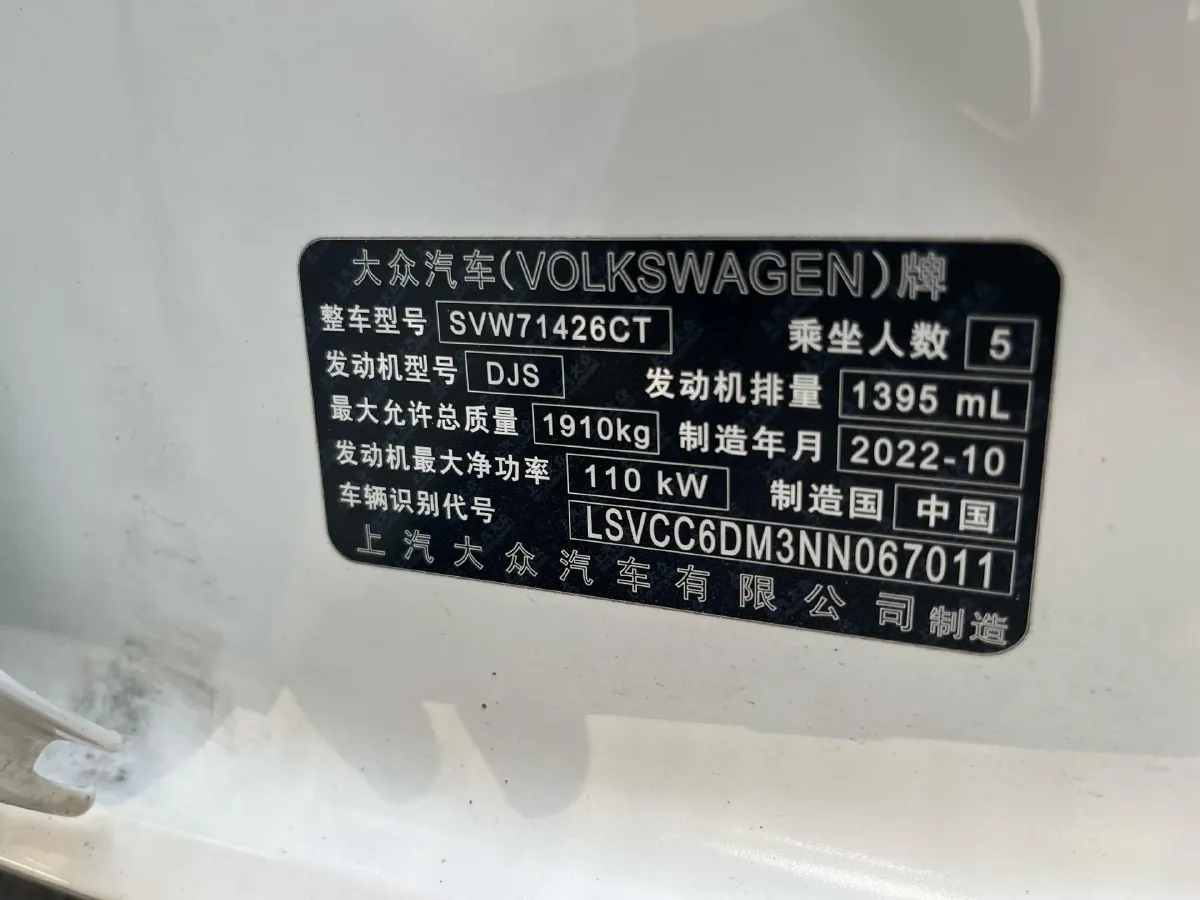 大众汽车(VOLKSWAGEN)牌
整车型号 SVW71426CT 乘坐人数 5
发动机型号 DJS 发动机排量 1395 mL
最大允许总质量 1910kg 制造年月 2022-10
发动机最大净功率 110 kW 制造国 中国
车辆识别代号 LSVCC6DM3NN067011
上汽大众汽车有限公司制造